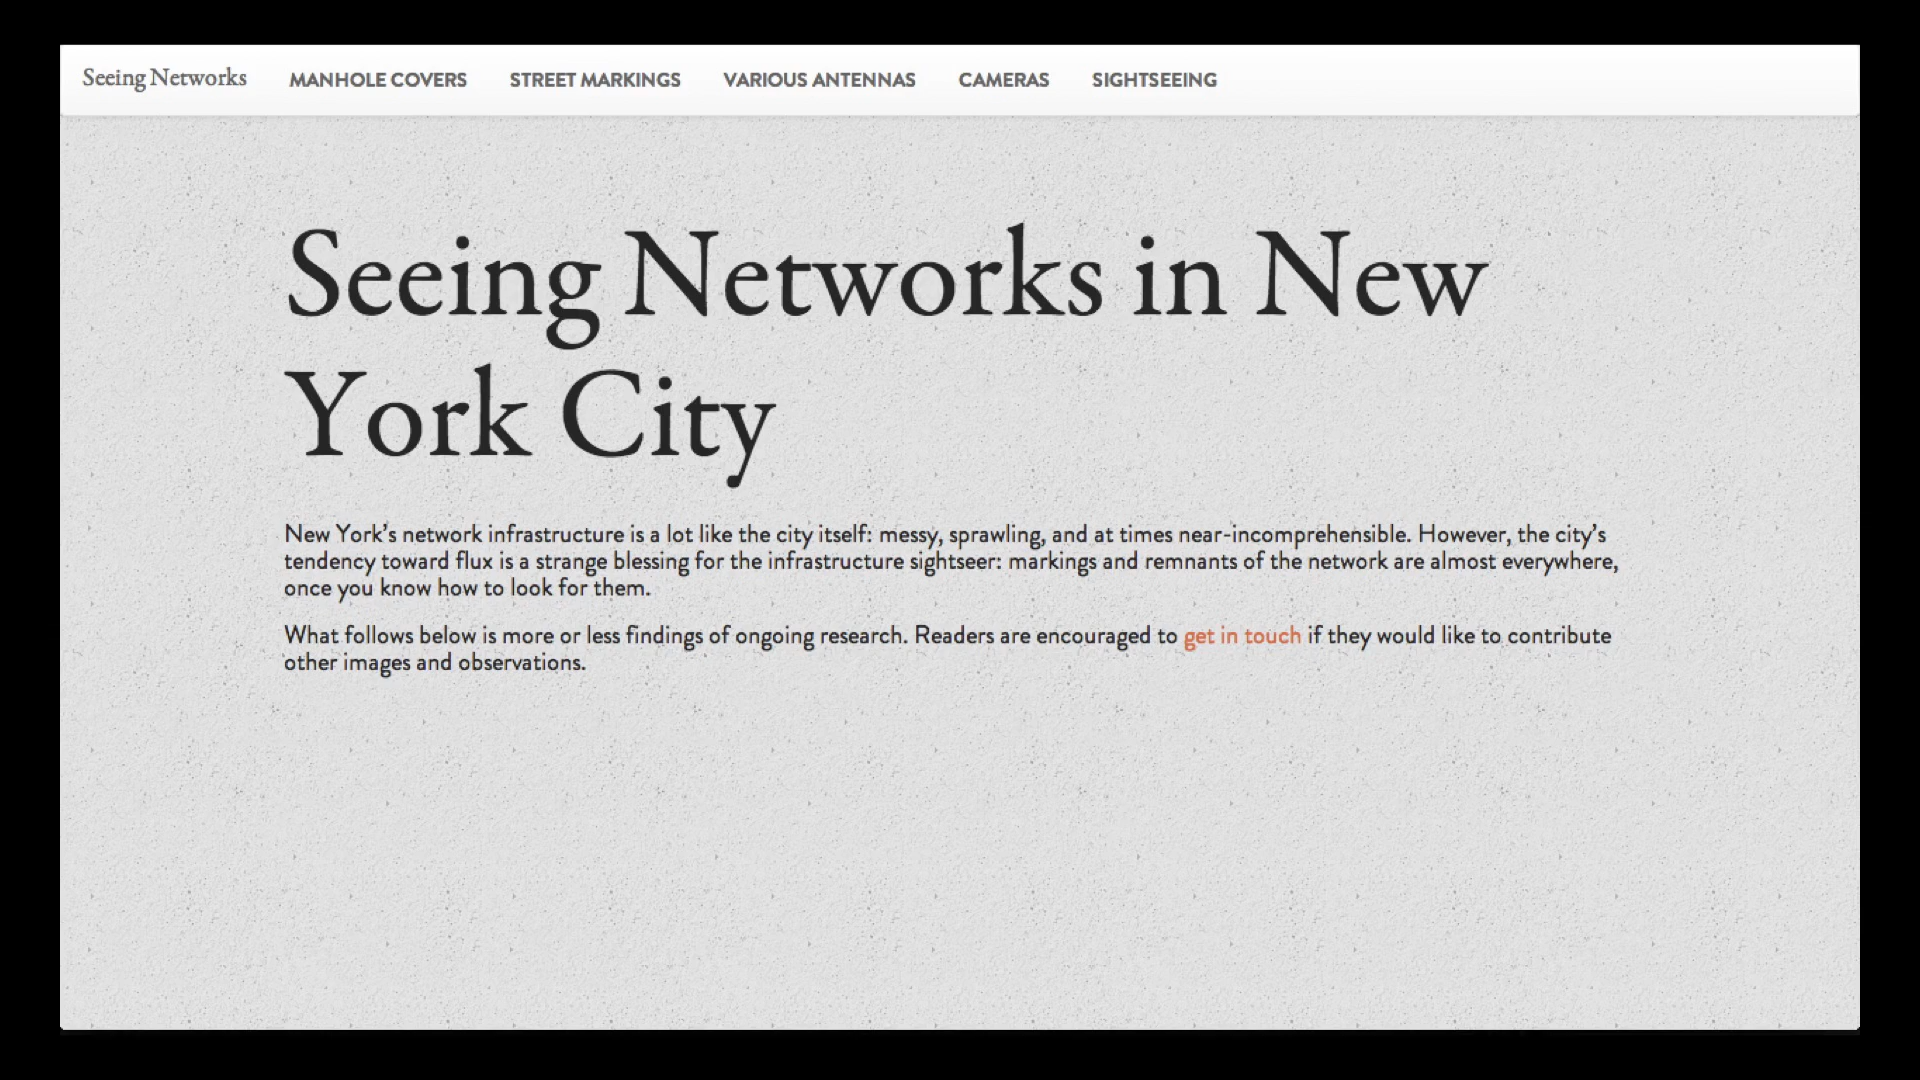 Seeing Networks MANHOLE COVERS STREET MARKINGS VARIOUS ANTENNAS CAMERAS SIGHTSEEING
Seeing Networks in New
York City
New York’s network infrastructure is a lot like the city itself: messy, sprawling, and at times near-incomprehensible. However, the city’s
tendency toward flux is a strange blessing for the infrastructure sightseer: markings and remnants of the network are almost everywhere,
once you know how to look for them.
What follows below is more or less findings of ongoing research. Readers are encouraged to get in touch if they would like to contribute
other images and observations.